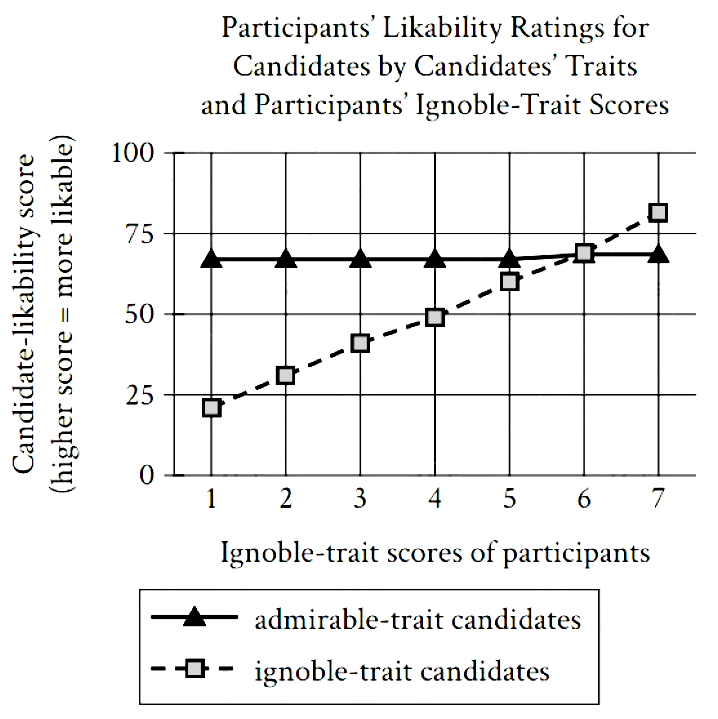 Participants’ Likability Ratings for
Candidates by Candidates’ Traits
and Participants’ Ignoble-Trait Scores
Candidate-likability score
(higher score = more likable)
100
75
50
25
0
1 2 3 4 5 6 7
Ignoble-trait scores of participants
admirable-trait candidates
ignoble-trait candidates